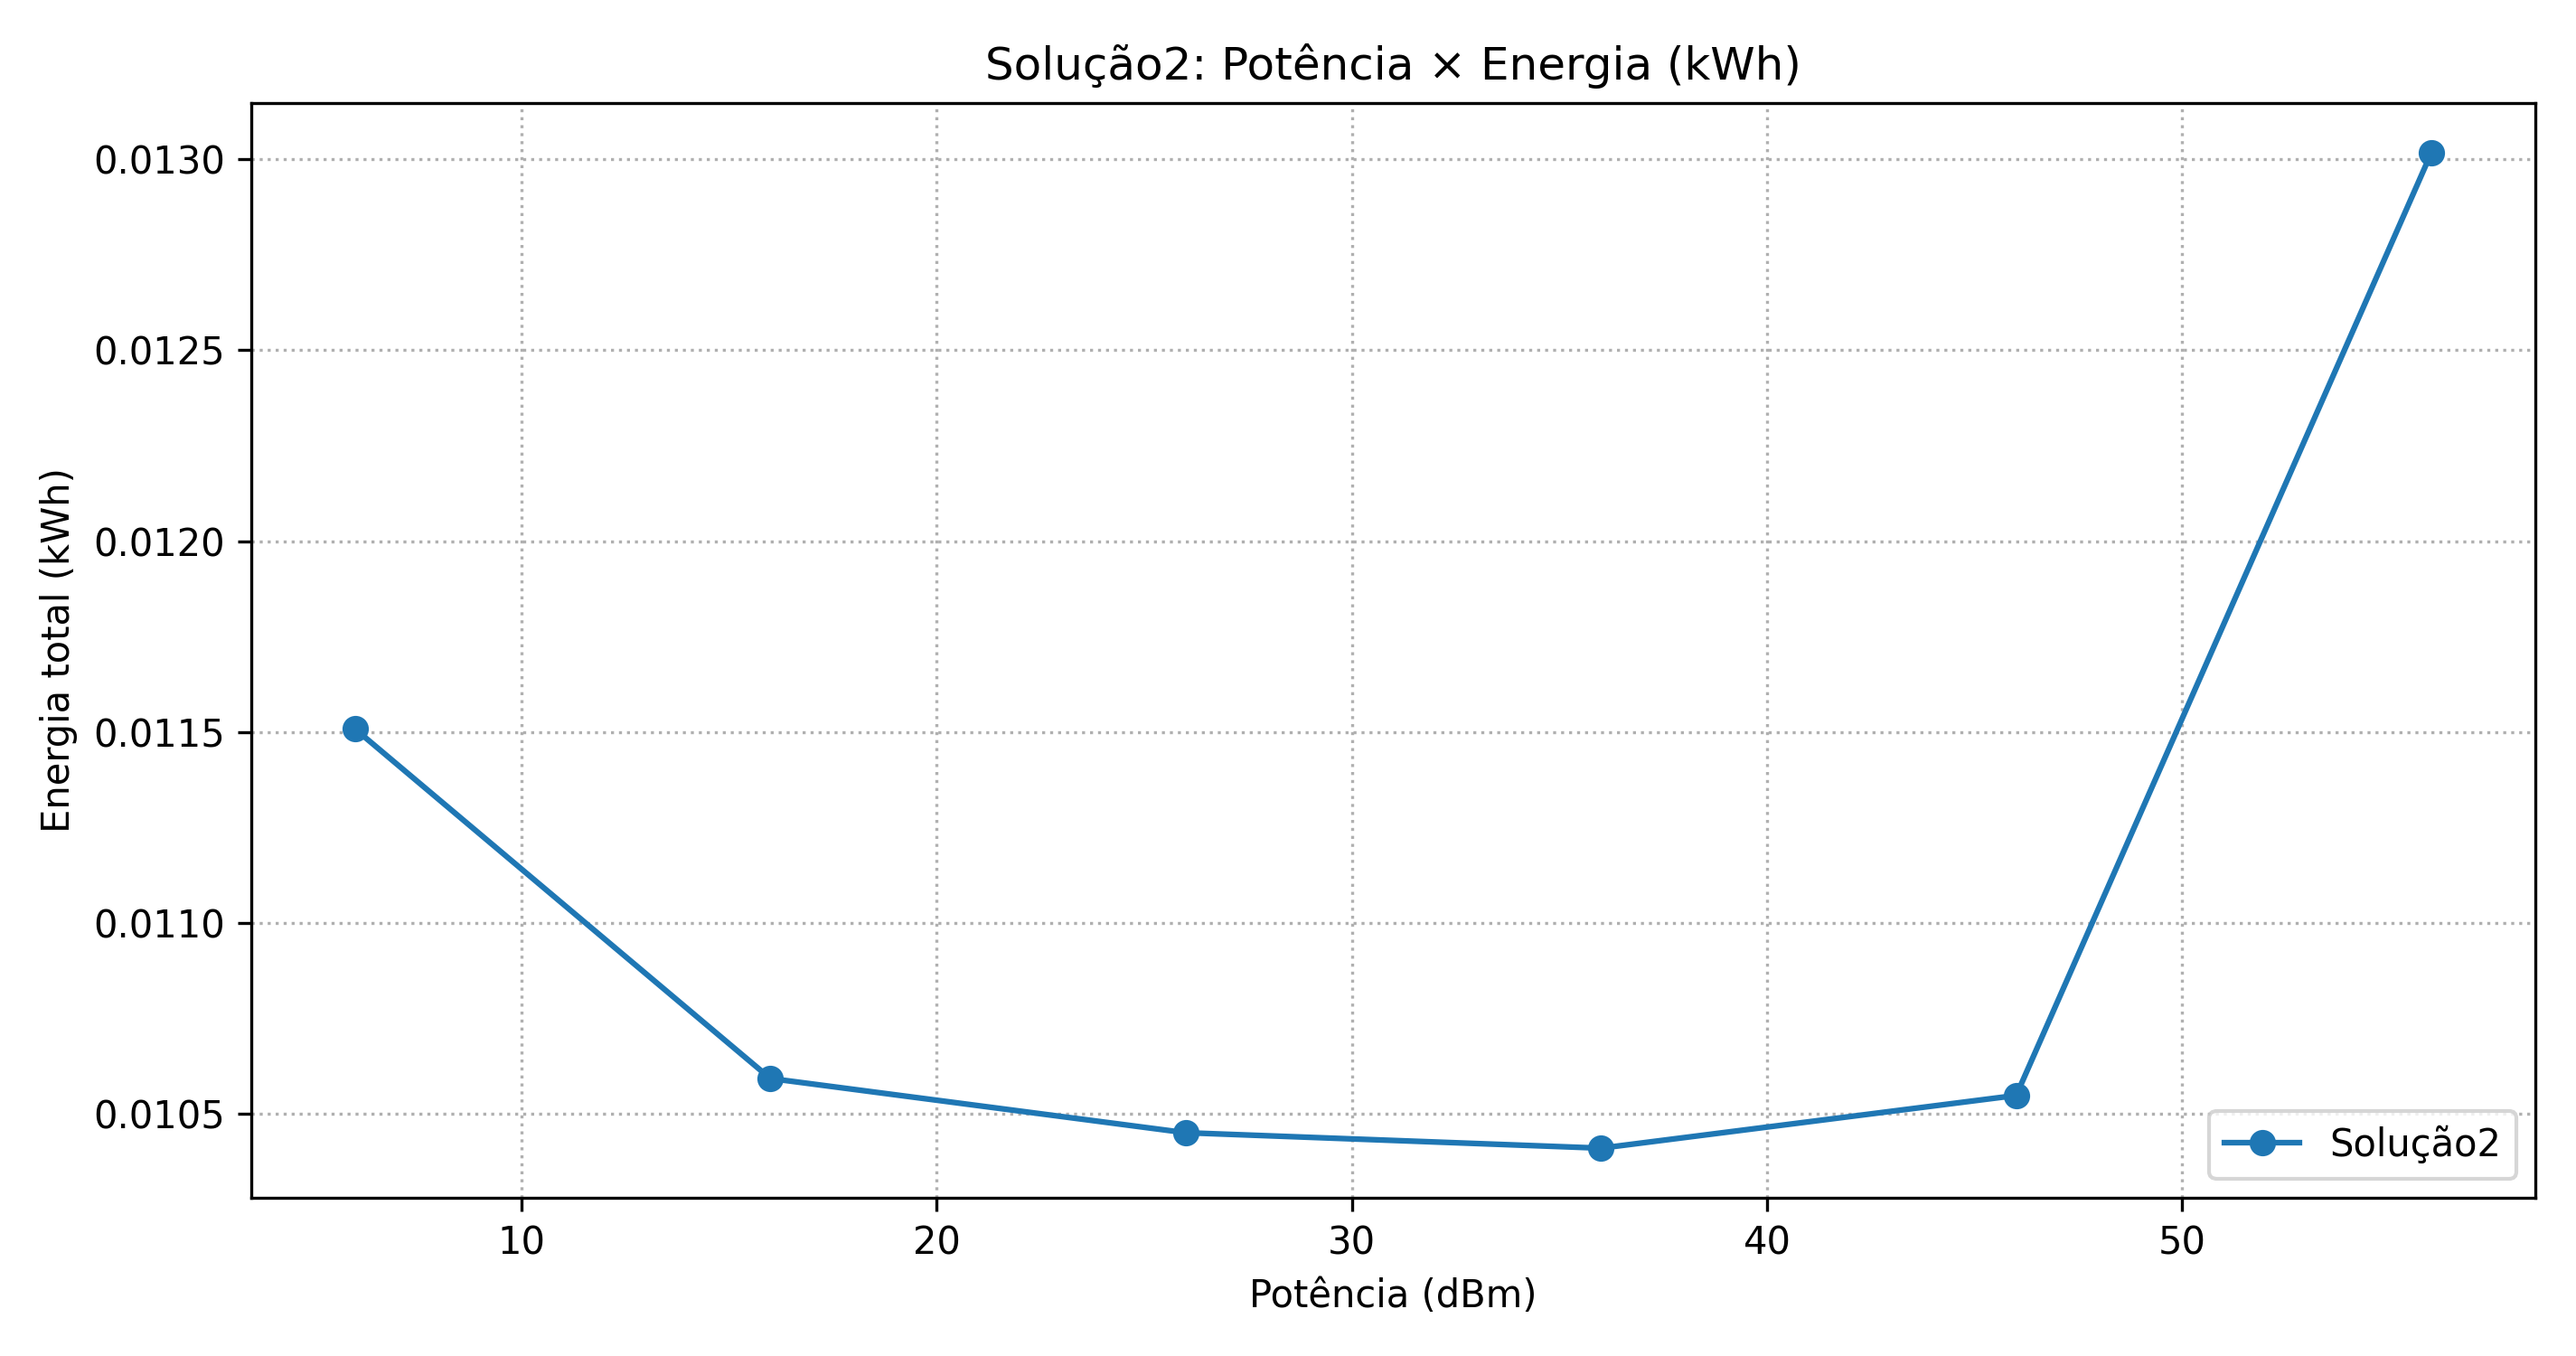 Solução2: Potência × Energia (kWh)
Energia total (kWh)
0.0130
0.0125
0.0120
0.0115
0.0110
0.0105
10 20 30 40 50
Potência (dBm)
Solução2